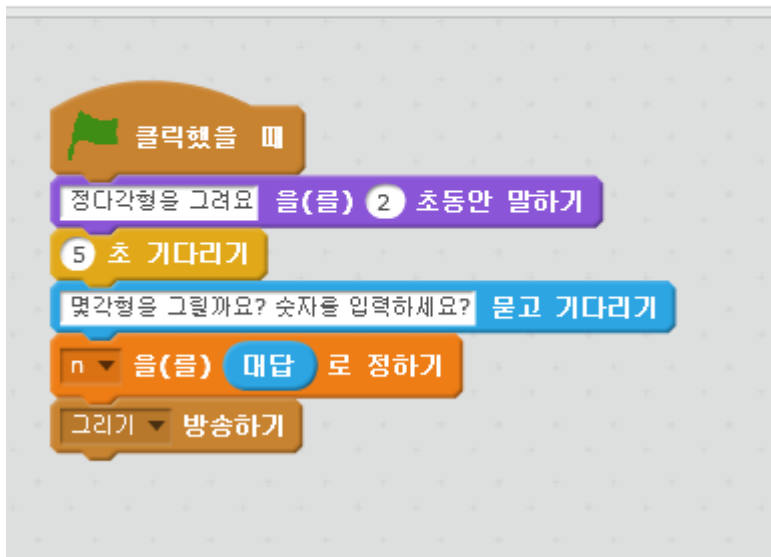 클릭했을 때
정다각형을 그려요 을(를) 2 초동안 말하기
5 초 기다리기
몇각형을 그릴까요? 숫자를 입력하세요? 묻고 기다리기
n 을(를) 대답 로 정하기
그리기 방송하기